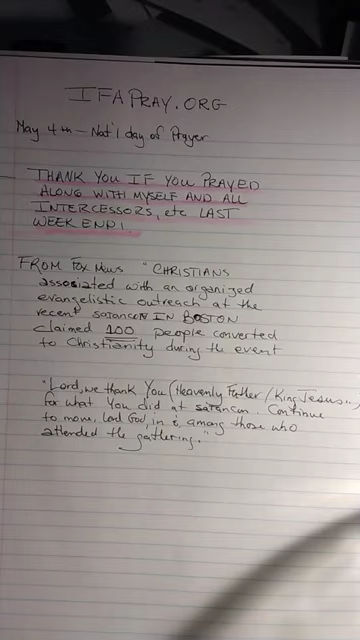 IFAPRAY.ORG
May 4th - Nat'l day of Prayer
THANK YOU IF YOU PRAYED
ALONG WITH MYSELF AND ALL
INTERCESSORS, etc LAST
WEEKEND!
FROM FOX News "CHRISTIANS
associated with an organized
evangelistic outreach at the
recent satancon IN BOSTON
claimed 100 people converted
to Christianity during the event
"Lord, we thank You (Heavenly Father / King Jesus...)
for what You did at satancon. Continue
to move, Lord God, in & among those who
attended the gathering."